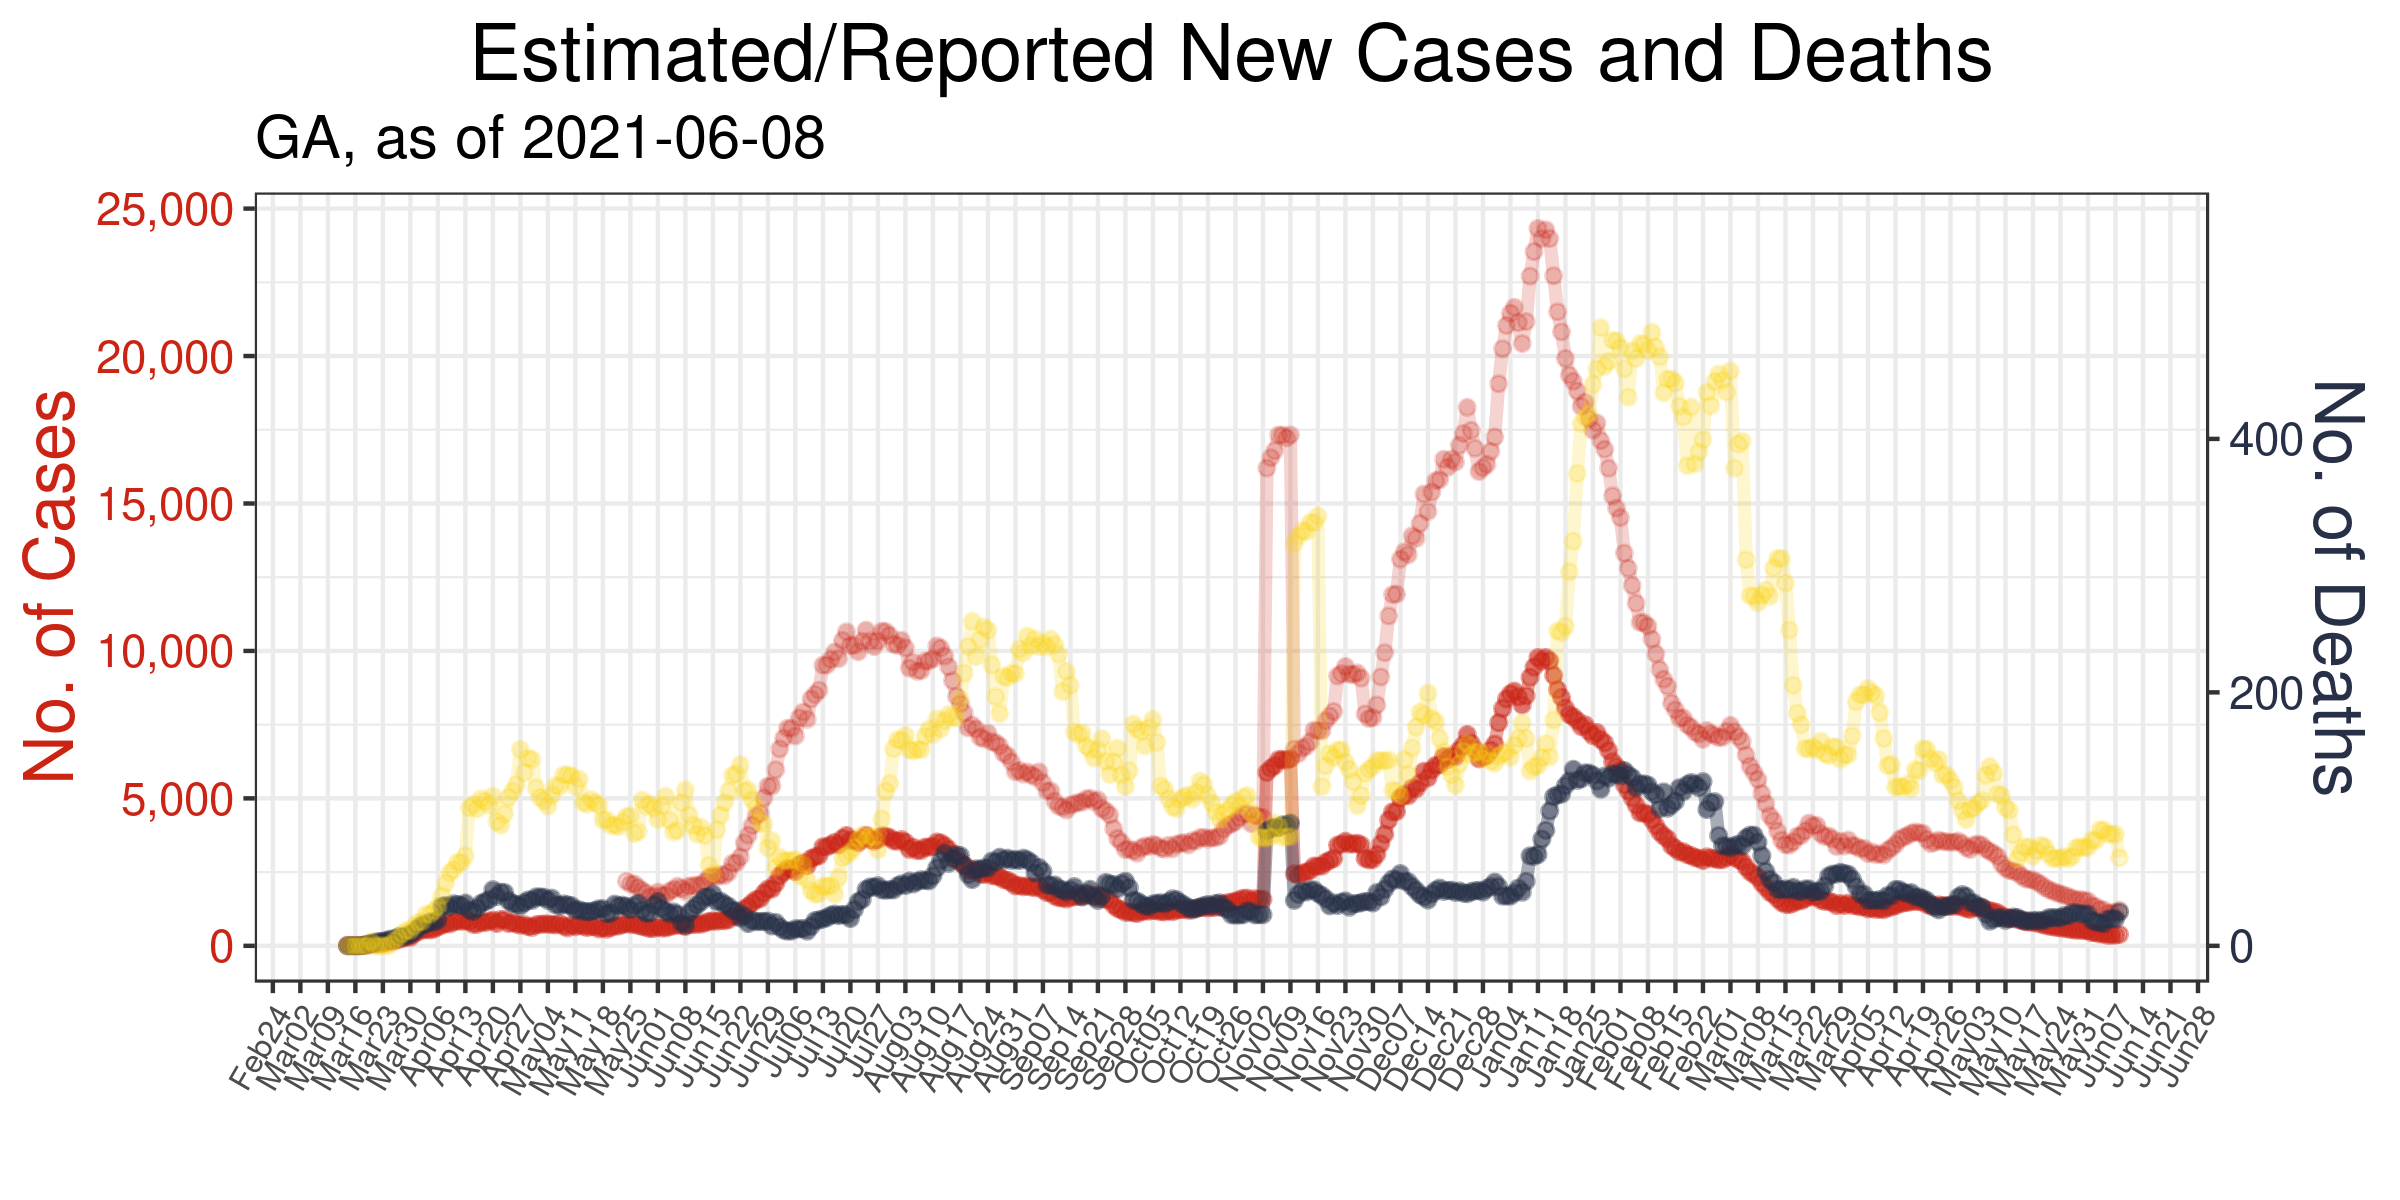 Estimated/Reported New Cases and Deaths
GA, as of 2021-06-08
No. of Cases
25,000
20,000
15,000
10,000
5,000
0
No. of Deaths
400
200
0
Feb24
Mar02
Mar09
Mar16
Mar23
Mar30
Apr06
Apr13
Apr20
Apr27
May04
May11
May18
May25
Jun01
Jun08
Jun15
Jun22
Jun29
Jul06
Jul13
Jul20
Jul27
Aug03
Aug10
Aug17
Aug24
Aug31
Sep07
Sep14
Sep21
Sep28
Oct05
Oct12
Oct19
Oct26
Nov02
Nov09
Nov16
Nov23
Nov30
Dec07
Dec14
Dec21
Dec28
Jan04
Jan11
Jan18
Jan25
Feb01
Feb08
Feb15
Feb22
Mar01
Mar08
Mar15
Mar22
Mar29
Apr05
Apr12
Apr19
Apr26
May03
May10
May17
May24
May31
Jun07
Jun14
Jun21
Jun28